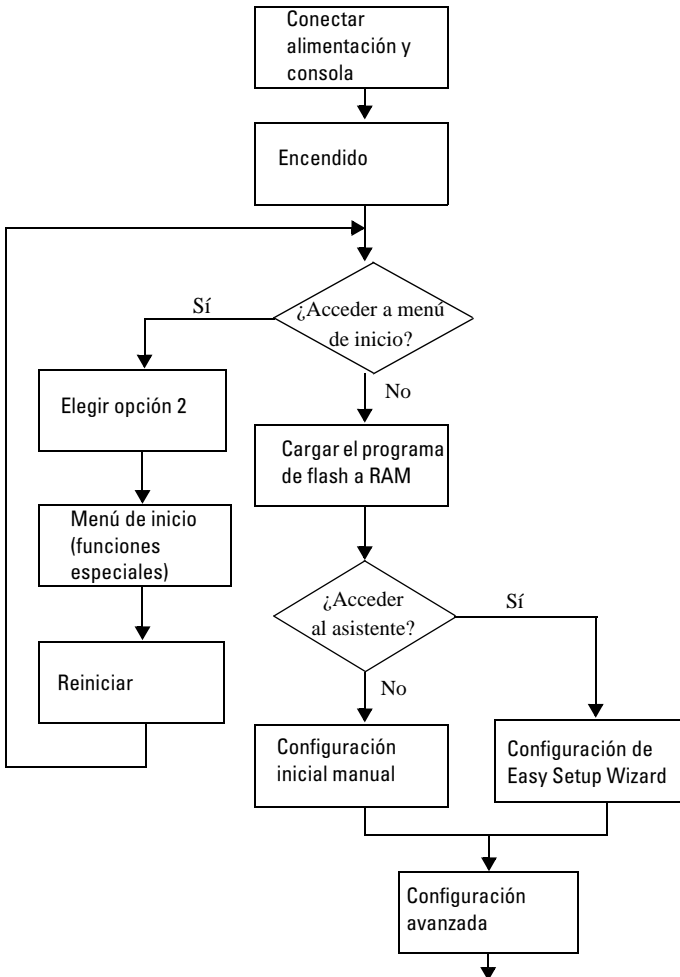 Conectar
alimentación y
consola
Encendido
¿Acceder a menú
de inicio?
Sí
No
Elegir opción 2
Cargar el programa
de flash a RAM
Menú de inicio
(funciones
especiales)
¿Acceder
al asistente?
Sí
No
Reiniciar
Configuración
inicial manual
Configuración de
Easy Setup Wizard
Configuración
avanzada